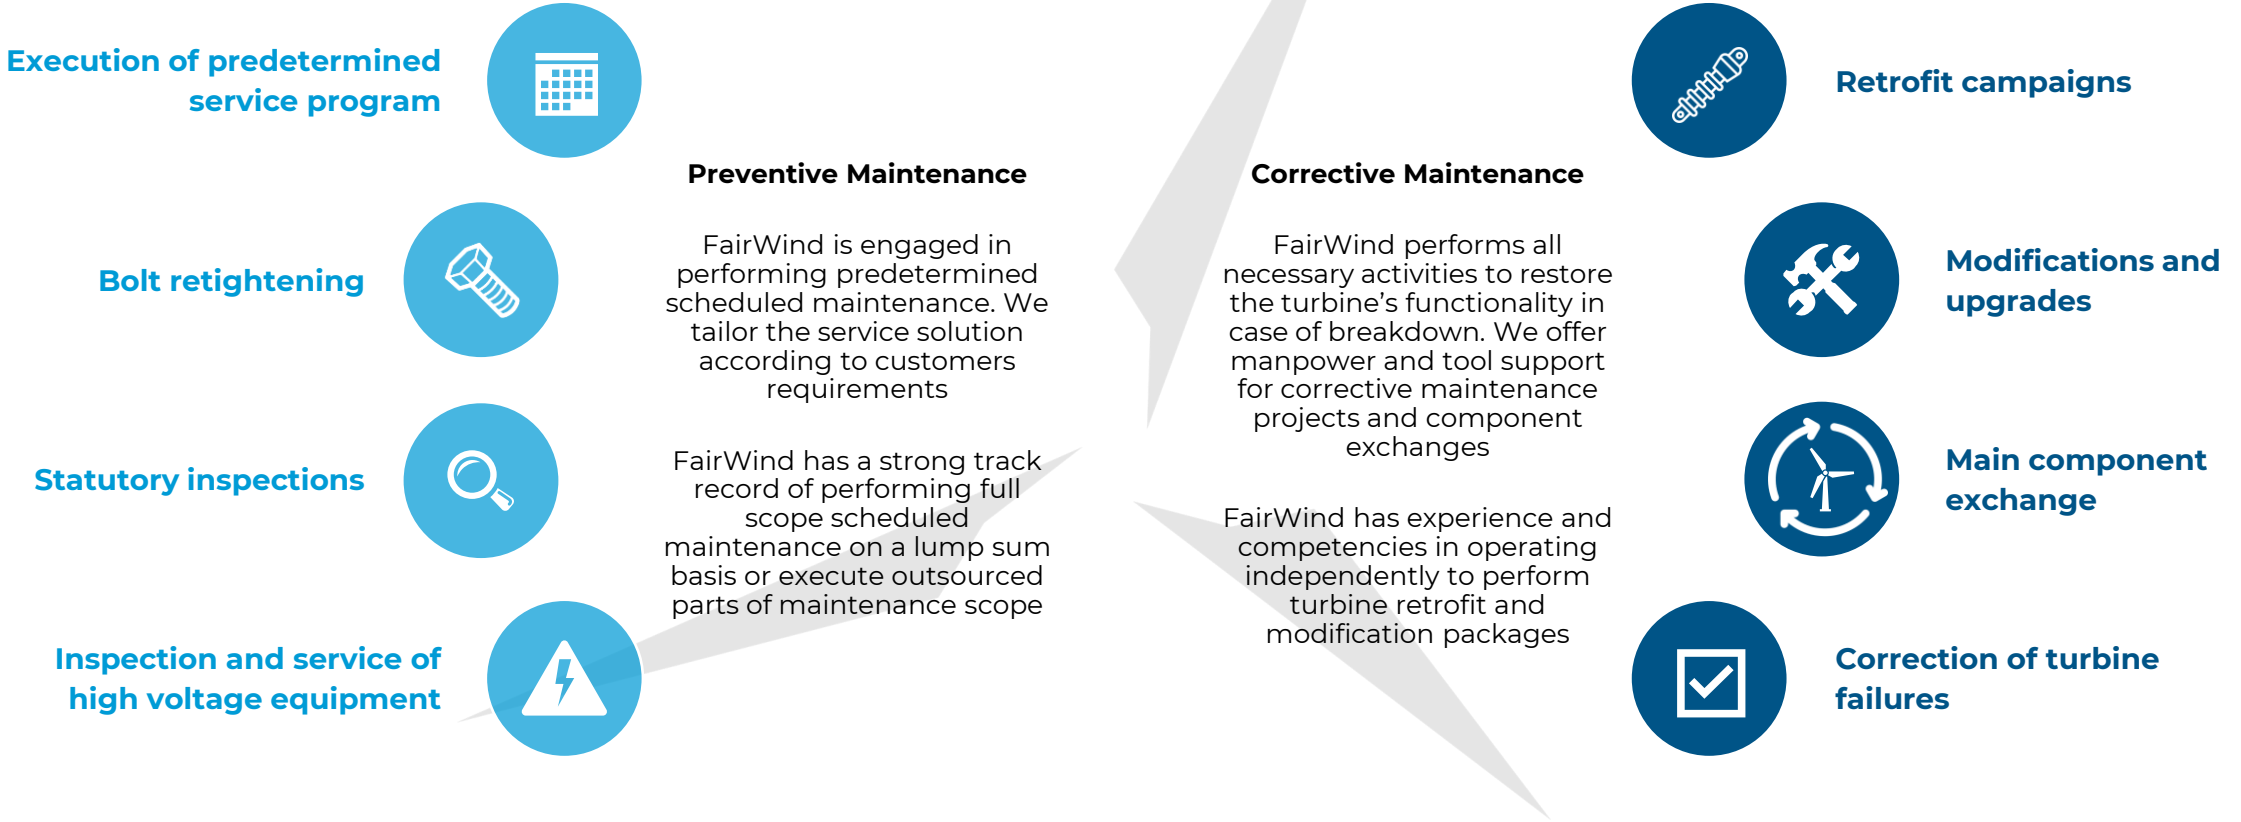 Execution of predetermined
service program
Bolt retightening
Statutory inspections
Inspection and service of
high voltage equipment
Preventive Maintenance
FairWind is engaged in
performing predetermined
scheduled maintenance. We
tailor the service solution
according to customers
requirements
FairWind has a strong track
record of performing full
scope scheduled
maintenance on a lump sum
basis or execute outsourced
parts of maintenance scope
Corrective Maintenance
FairWind performs all
necessary activities to restore
the turbine’s functionality in
case of breakdown. We offer
manpower and tool support
for corrective maintenance
projects and component
exchanges
FairWind has experience and
competencies in operating
independently to perform
turbine retrofit and
modification packages
Retrofit campaigns
Modifications and
upgrades
Main component
exchange
Correction of turbine
failures